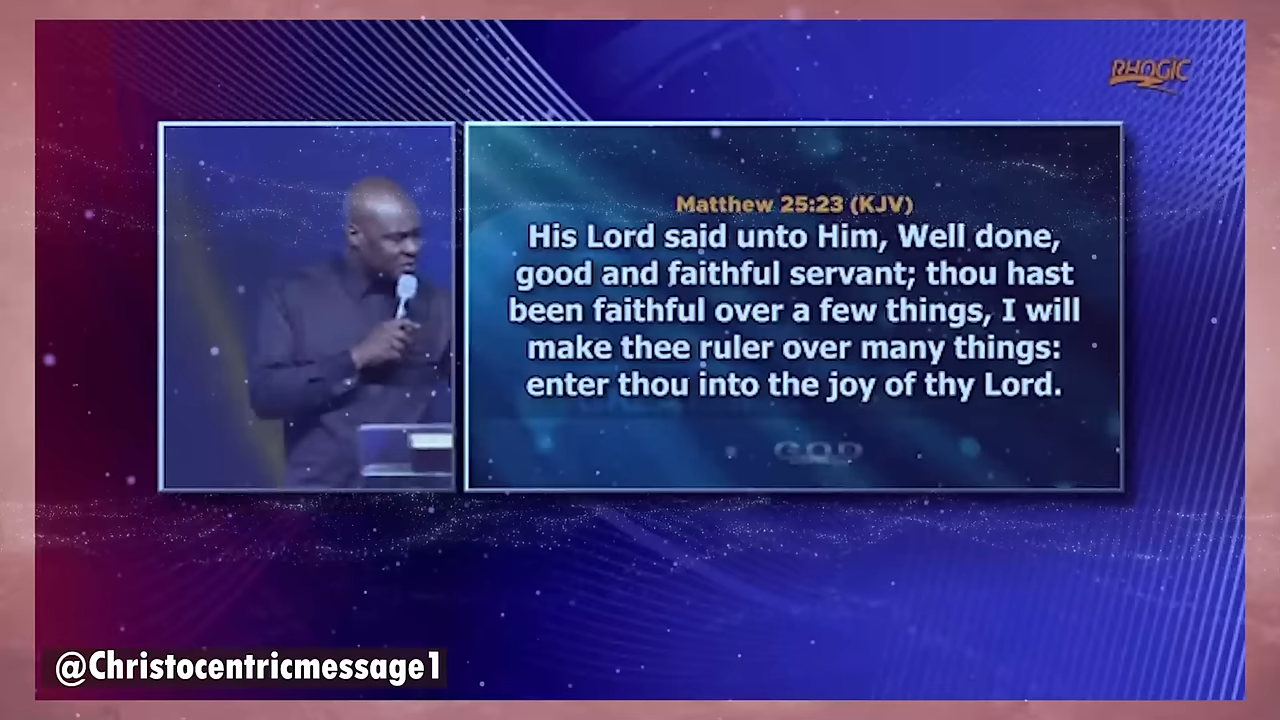 RHOGIC
Matthew 25:23 (KJV)
His Lord said unto Him, Well done,
good and faithful servant; thou hast
been faithful over a few things, I will
make thee ruler over many things:
enter thou into the joy of thy Lord.
GOD
@Christocentricmessage1